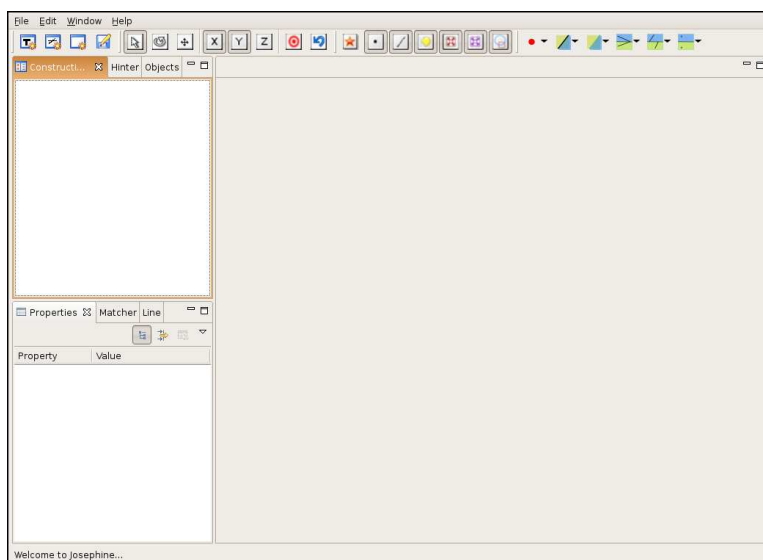 File Edit Window Help
T X Y Z
Constructi... Hinter Objects
Properties Matcher Line
Property Value
Welcome to Josephine...